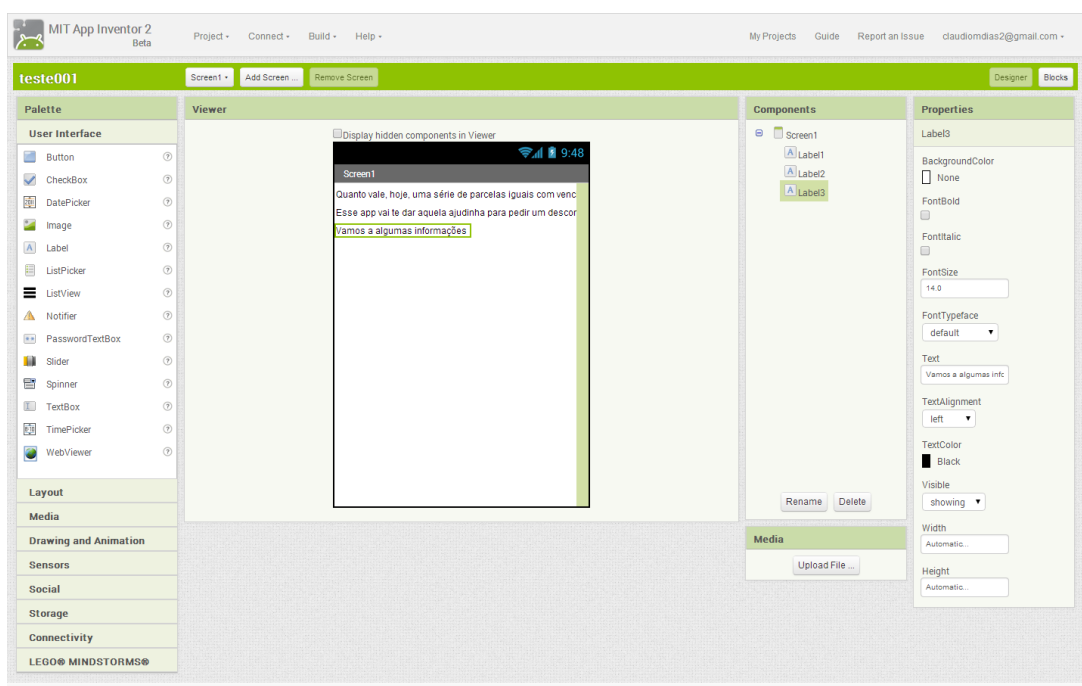 MIT App Inventor 2
Beta
Project Connect Build Help
My Projects Guide Report an Issue claudiomdias2@gmail.com
teste001
Screen1 Add Screen ... Remove Screen
Designer Blocks
Palette
User Interface
Button
CheckBox
DatePicker
Image
Label
ListPicker
ListView
Notifier
PasswordTextBox
Slider
Spinner
TextBox
TimePicker
WebViewer
Layout
Media
Drawing and Animation
Sensors
Social
Storage
Connectivity
LEGO® MINDSTORMS®
Viewer
Display hidden components in Viewer
9:48
Screen1
Quanto vale, hoje, uma série de parcelas iguais com venc
Esse app vai te dar aquela ajudinha para pedir um descor
Vamos a algumas informações
Components
Screen1
Label1
Label2
Label3
Rename Delete
Media
Upload File ...
Properties
Label3
BackgroundColor
None
FontBold
FontItalic
FontSize
14.0
FontTypeface
default
Text
Vamos a algumas infc
TextAlignment
left
TextColor
Black
Visible
showing
Width
Automatic...
Height
Automatic...